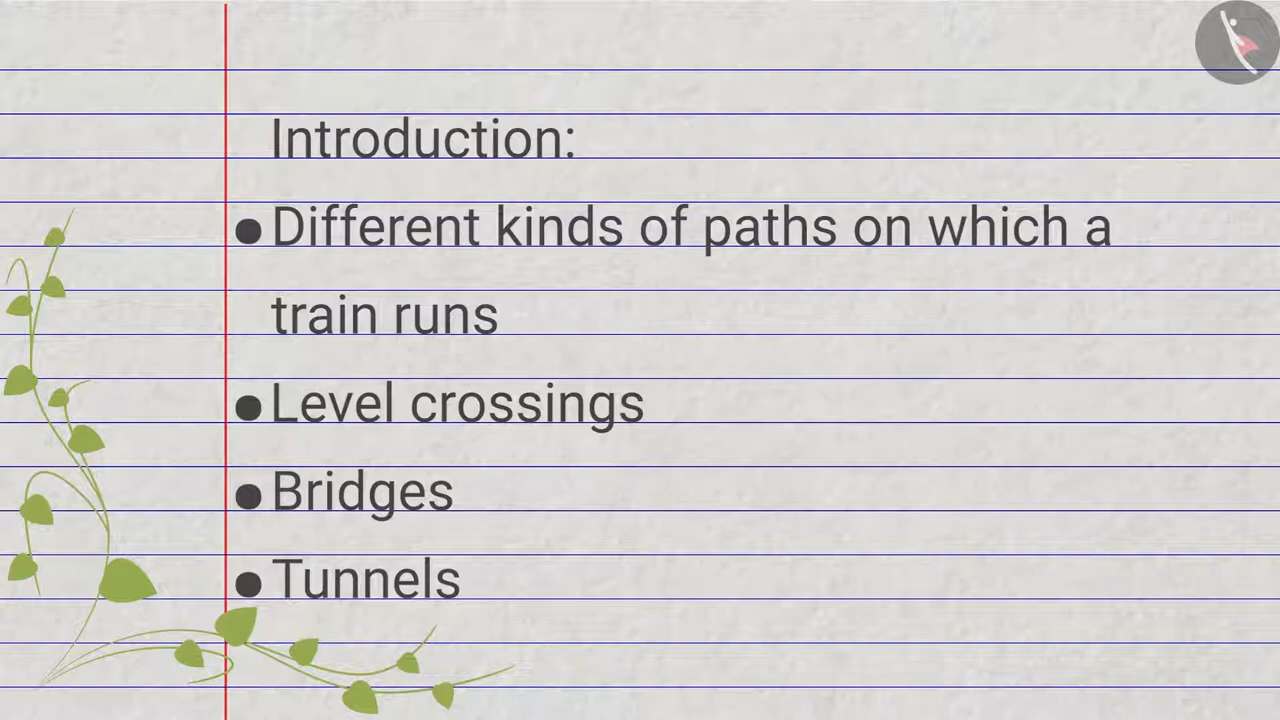 Introduction:
●Different kinds of paths on which a
train runs
●Level crossings
●Bridges
●Tunnels